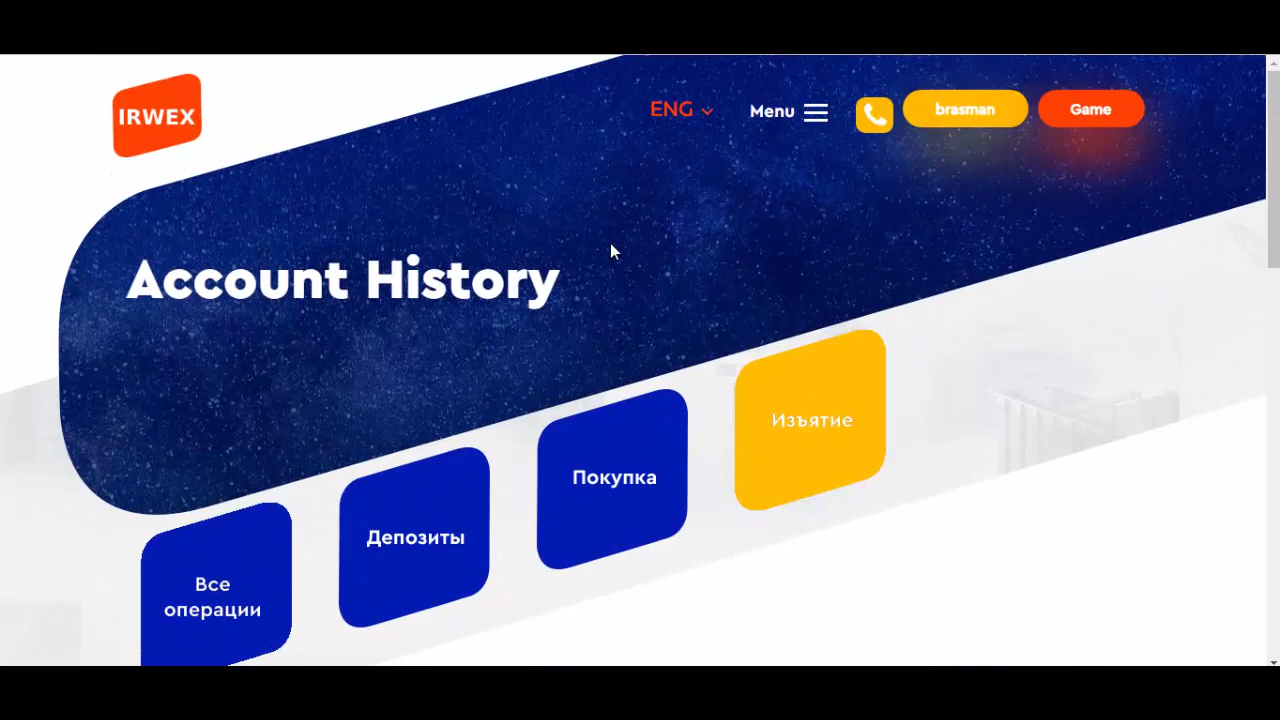 IRWEX
ENG
Menu
brasman
Game
Account History
Изъятие
Покупка
Депозиты
Все
операции